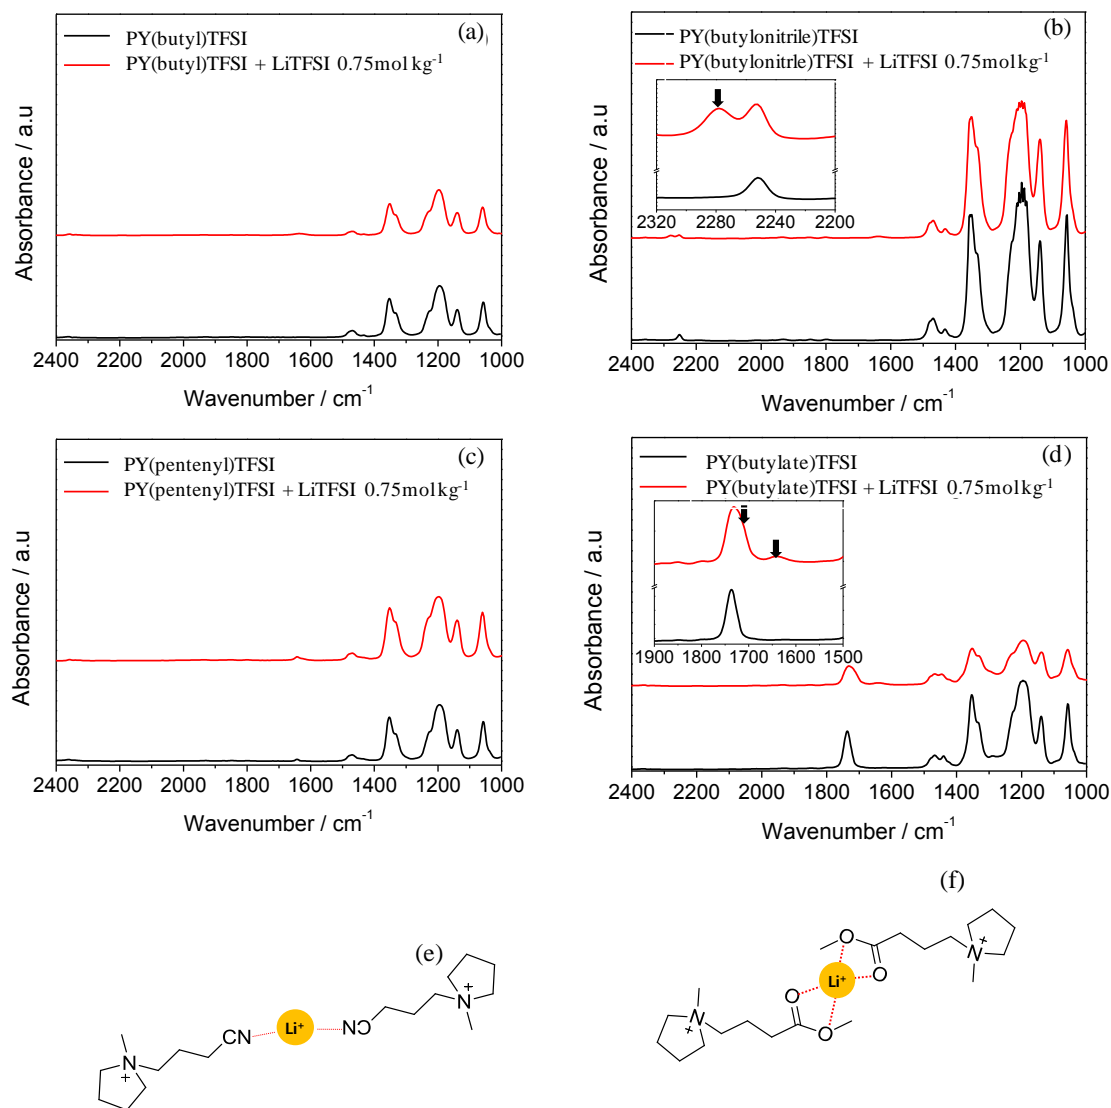 (a)
PY(butyl)TFSI
PY(butyl)TFSI + LiTFSI 0.75mol kg⁻¹
Absorbance / a.u
2400 2200 2000 1800 1600 1400 1200 1000
Wavenumber / cm⁻¹
(b)
PY(butylonitrile)TFSI
PY(butylonitrle)TFSI + LiTFSI 0.75mol kg⁻¹
2320 2280 2240 2200
Absorbance / a.u
2400 2200 2000 1800 1600 1400 1200 1000
Wavenumber / cm⁻¹
(c)
PY(pentenyl)TFSI
PY(pentenyl)TFSI + LiTFSI 0.75mol kg⁻¹
Absorbance / a.u
2400 2200 2000 1800 1600 1400 1200 1000
Wavenumber / cm⁻¹
(d)
PY(butylate)TFSI
PY(butylate)TFSI + LiTFSI 0.75mol kg⁻¹
1900 1800 1700 1600 1500
Absorbance / a.u
2400 2200 2000 1800 1600 1400 1200 1000
Wavenumber / cm⁻¹
(e)
N
+
CN
Li⁺
NC
N
+
(f)
O
O
N
+
Li⁺
O
O
N
+